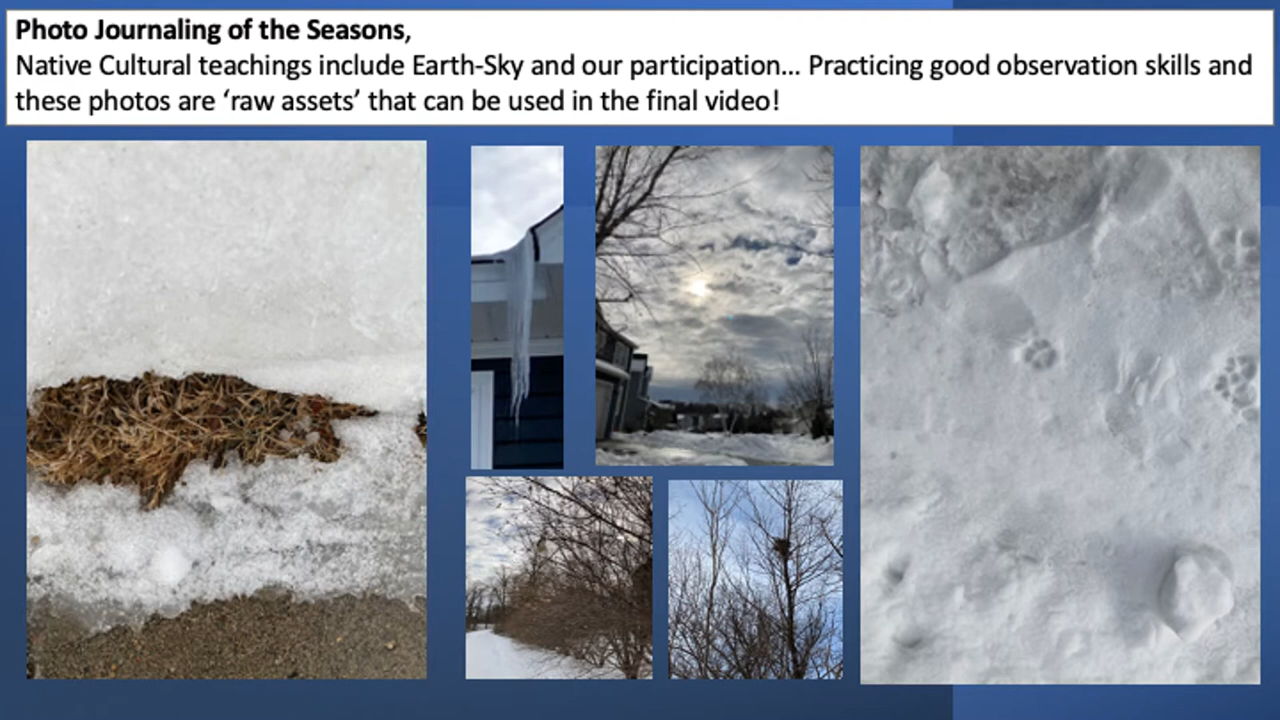 Photo Journaling of the Seasons,
Native Cultural teachings include Earth-Sky and our participation... Practicing good observation skills and
these photos are ‘raw assets’ that can be used in the final video!